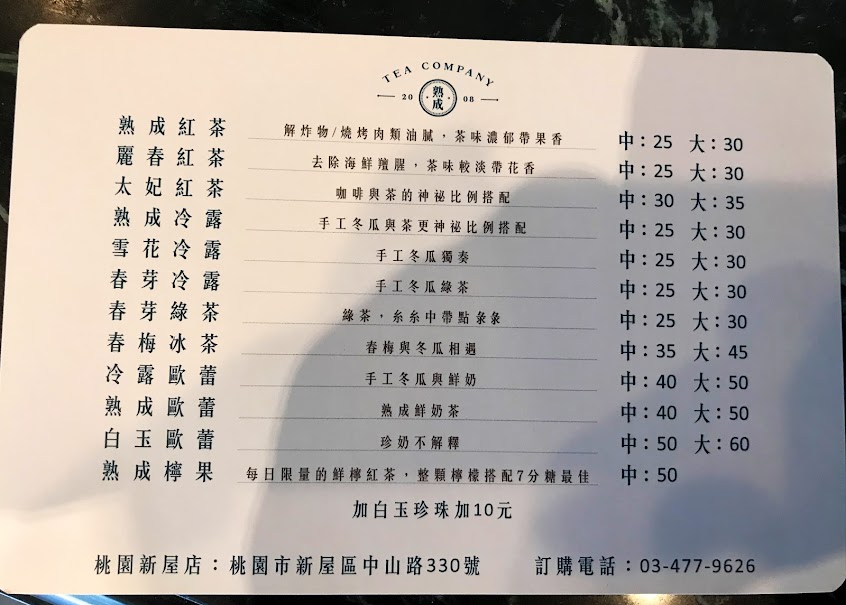 TEA COMPANY
20 熟成 08
熟成紅茶 解炸物/燒烤肉類油膩，茶味濃郁帶果香 中：25 大：30
麗春紅茶 去除海鮮羶腥，茶味較淡帶花香 中：25 大：30
太妃紅茶 咖啡與茶的神祕比例搭配 中：30 大：35
熟成冷露 手工冬瓜與茶更神祕比例搭配 中：25 大：30
雪花冷露 手工冬瓜獨奏 中：25 大：30
春芽冷露 手工冬瓜綠茶 中：25 大：30
春芽綠茶 綠茶，糸糸中帶點彖彖 中：25 大：30
春梅冰茶 春梅與冬瓜相遇 中：35 大：45
冷露歐蕾 手工冬瓜與鮮奶 中：40 大：50
熟成歐蕾 熟成鮮奶茶 中：40 大：50
白玉歐蕾 珍奶不解釋 中：50 大：60
熟成檸果 每日限量的鮮檸紅茶，整顆檸檬搭配7分糖最佳 中：50
加白玉珍珠加10元
桃園新屋店：桃園市新屋區中山路330號 訂購電話：03-477-9626